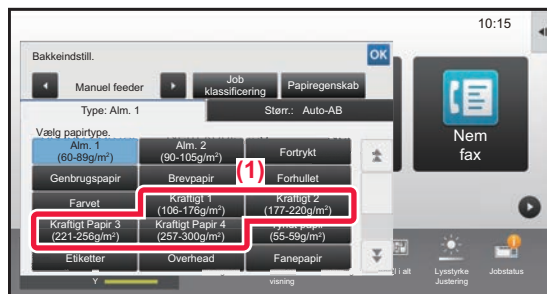 10:15
Bakkeindstill.
OK
Manuel feeder
Job
klassificering
Papiregenskab
Type: Alm. 1
Størr.: Auto-AB
Vælg papirtype.
Alm. 1
(60-89g/m²)
Alm. 2
(90-105g/m²)
Fortrykt
Genbrugspapir
Brevpapir
(1)
Forhullet
Farvet
Kraftigt 1
(106-176g/m²)
Kraftigt 2
(177-220g/m²)
Kraftigt Papir 3
(221-256g/m²)
Kraftigt Papir 4
(257-300g/m²)
(55-59g/m²)
Etiketter
Overhead
Fanepapir
Nem
fax
i alt
Lysstyrke
Justering
Jobstatus
Y
visning